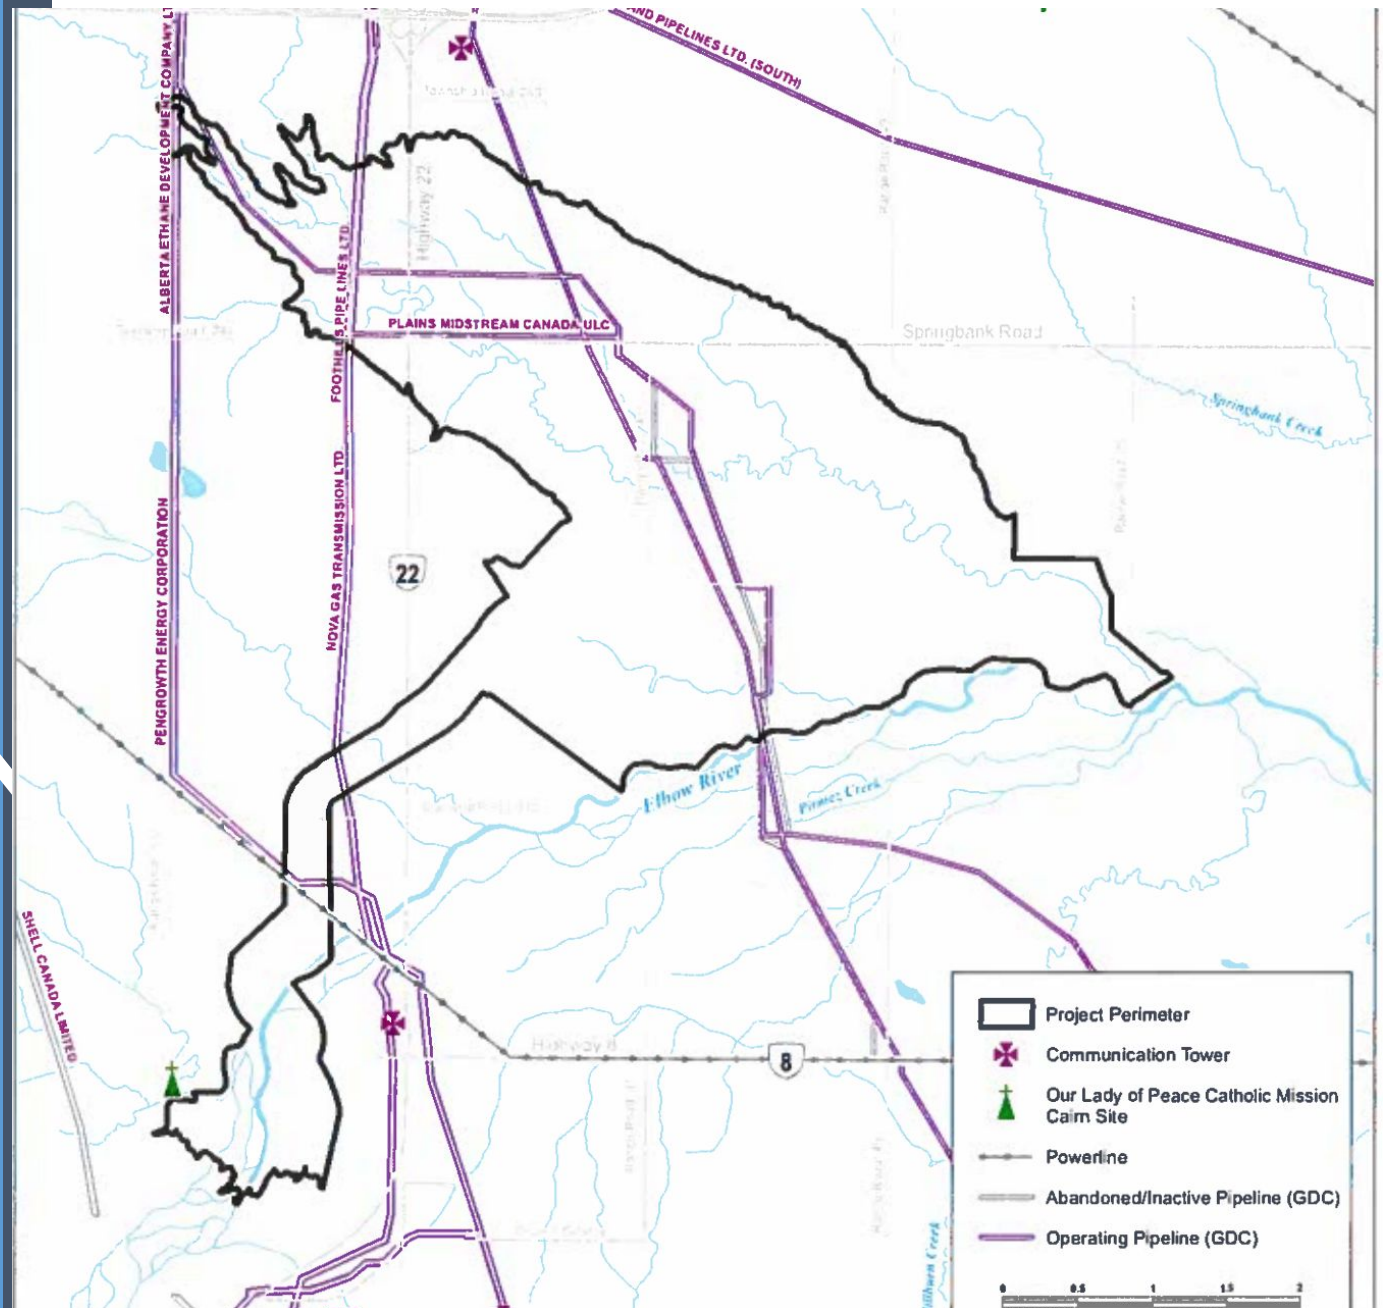 AND PIPELINES LTD. (SOUTH)
ALBERTA ETHANE DEVELOPMENT COMPANY
Highway 22
FOOTHILLS PIPE LINES LTD.
PLAINS MIDSTREAM CANADA ULC
Springbank Road
Springbank Creek
NOVA GAS TRANSMISSION LTD
22
PENGROWTH ENERGY CORPORATION
Elbow River
Pirmez Creek
SHELL CANADA LIMITED
Highway 8
8
Project Perimeter
Communication Tower
Our Lady of Peace Catholic Mission
Cairn Site
Powerline
Abandoned/Inactive Pipeline (GDC)
Operating Pipeline (GDC)
0 0.5 1 1.5 2